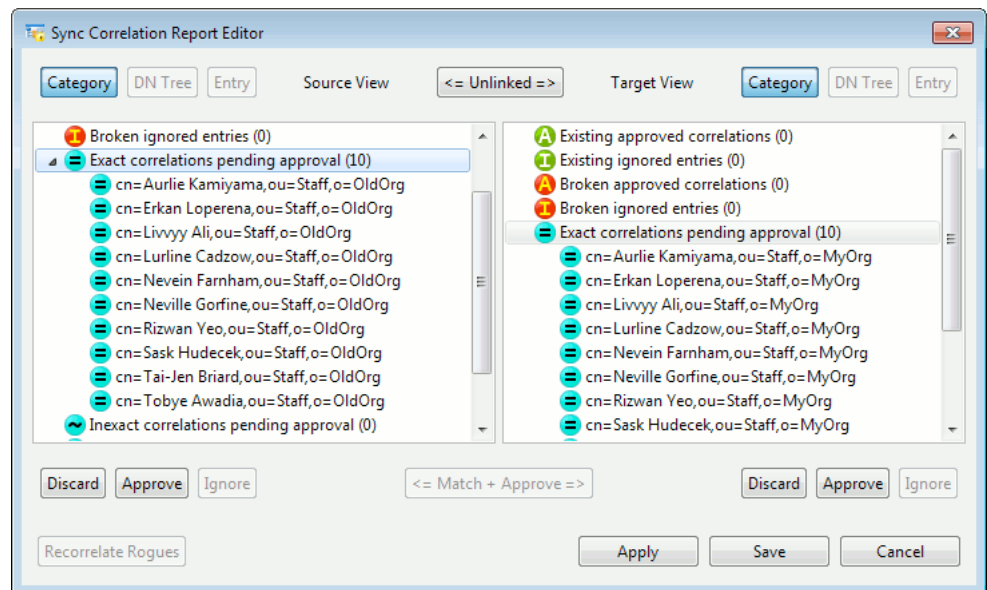 Sync Correlation Report Editor
Category DN Tree Entry Source View <= Unlinked => Target View Category DN Tree Entry
I Broken ignored entries (0)
= Exact correlations pending approval (10)
= cn=Aurlie Kamiyama,ou=Staff,o=OldOrg
= cn=Erkan Loperena,ou=Staff,o=OldOrg
= cn=Livvyy Ali,ou=Staff,o=OldOrg
= cn=Lurline Cadzow,ou=Staff,o=OldOrg
= cn=Nevein Farnham,ou=Staff,o=OldOrg
= cn=Neville Gorfine,ou=Staff,o=OldOrg
= cn=Rizwan Yeo,ou=Staff,o=OldOrg
= cn=Sask Hudecek,ou=Staff,o=OldOrg
= cn=Tai-Jen Briard,ou=Staff,o=OldOrg
= cn=Tobye Awadia,ou=Staff,o=OldOrg
~ Inexact correlations pending approval (0)
A Existing approved correlations (0)
I Existing ignored entries (0)
A Broken approved correlations (0)
I Broken ignored entries (0)
= Exact correlations pending approval (10)
= cn=Aurlie Kamiyama,ou=Staff,o=MyOrg
= cn=Erkan Loperena,ou=Staff,o=MyOrg
= cn=Livvyy Ali,ou=Staff,o=MyOrg
= cn=Lurline Cadzow,ou=Staff,o=MyOrg
= cn=Nevein Farnham,ou=Staff,o=MyOrg
= cn=Neville Gorfine,ou=Staff,o=MyOrg
= cn=Rizwan Yeo,ou=Staff,o=MyOrg
= cn=Sask Hudecek,ou=Staff,o=MyOrg
Discard Approve Ignore <= Match + Approve => Discard Approve Ignore
Recorrelate Rogues Apply Save Cancel